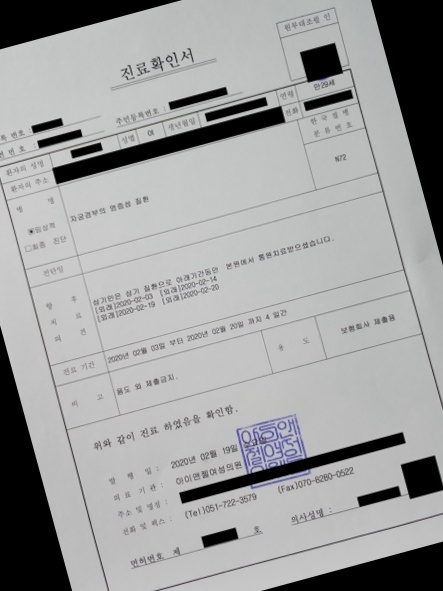 원부대조필 인
진료확인서
록 번호 :
번 호 :
주민등록번호 :
환자의 성명
성별
여
생년월일
연령
만29세
환자의 주소
전화
병 명
임상적
최종 진단
자궁경부의 염증성 질환
한국질병
분류번호
N72
진단일
향 후
치 료
의 견
상기인은 상기 질환으로 아래기간동안 본원에서 통원치료받으셨습니다.
[외래]2020-02-03 [외래]2020-02-14
[외래]2020-02-19 [외래]2020-02-20
진료 기간
2020년 02월 03일 부터 2020년 02월 20일 까지 4 일간
비 고
용도 외 제출금지.
용 도
보험회사 제출용
위와 같이 진료 하였음을 확인함.
발 행 일 :
2020년 02월 19일
의 료 기 관 :
아이앤젤여성의원
주소 및 명칭 :
전화 및 팩스 :
(Tel)051-722-3579 (Fax)070-8260-0522
면허번호 제 호
의사성명 :